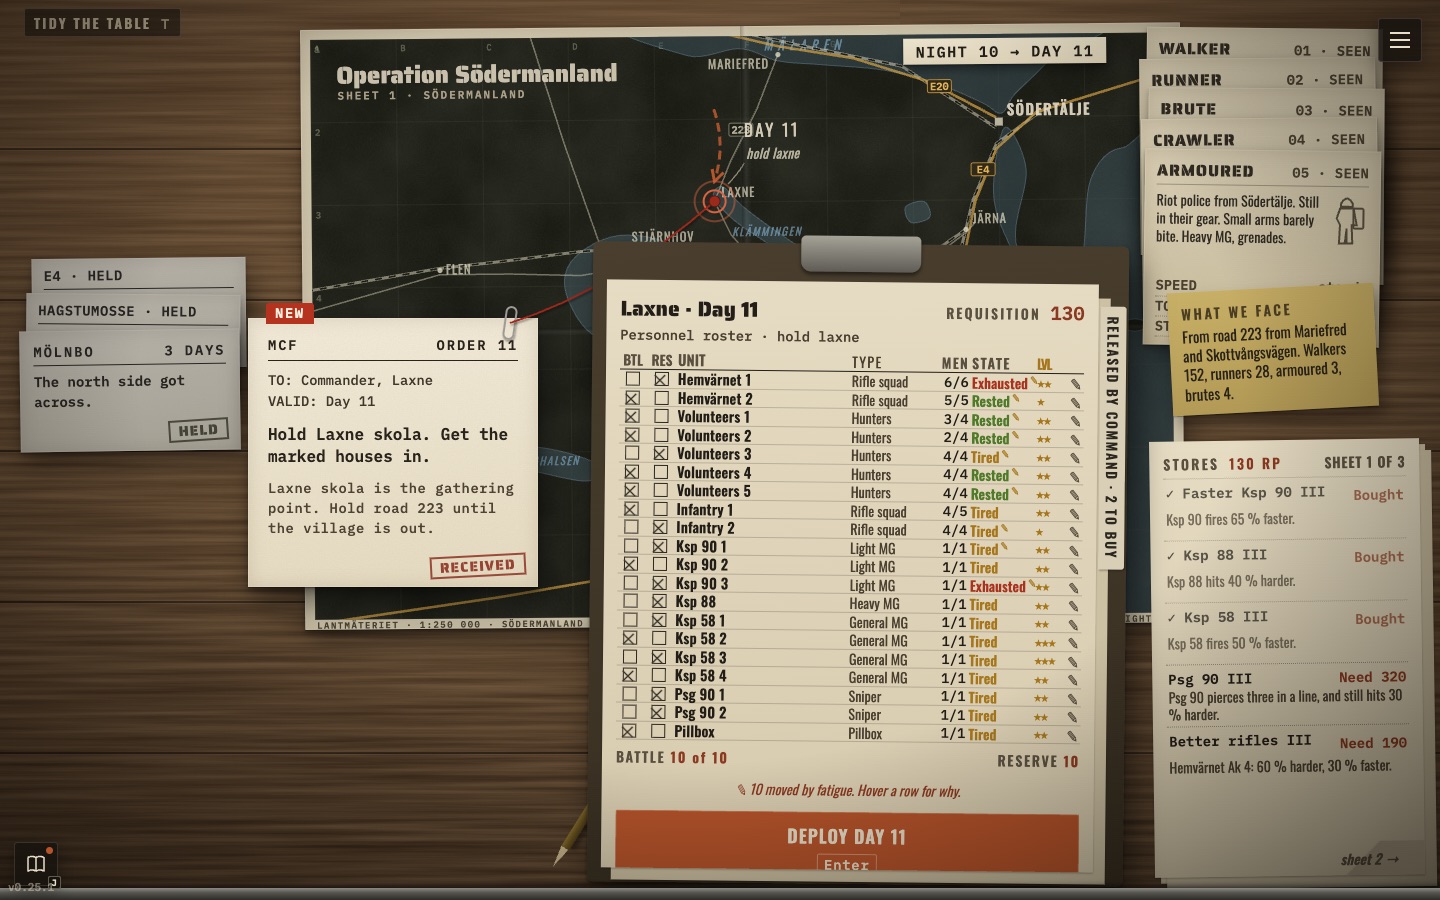 TIDY THE TABLE T
Operation Södermanland
SHEET 1 · SÖDERMANLAND
B
C
D
E
2
3
4
MÄLAREN
MARIEFRED
NIGHT 10 → DAY 11
E20
SÖDERTÄLJE
223
DAY 11
hold laxne
E4
LAXNE
KLÄMMINGEN
STJÄRNHOV
JÄRNA
FLEN
LANTMÄTERIET · 1:250 000 · SÖDERMANLAND
WALKER 01 · SEEN
RUNNER 02 · SEEN
BRUTE 03 · SEEN
CRAWLER 04 · SEEN
ARMOURED 05 · SEEN
Riot police from Södertälje. Still
in their gear. Small arms barely
bite. Heavy MG, grenades.
SPEED
WHAT WE FACE
From road 223 from Mariefred
and Skottvångsvägen. Walkers
152, runners 28, armoured 3,
brutes 4.
E4 · HELD
HAGSTUMOSSE · HELD
MÖLNBO 3 DAYS
The north side got
across.
HELD
NEW
MCF ORDER 11
TO: Commander, Laxne
VALID: Day 11
Hold Laxne skola. Get the
marked houses in.
Laxne skola is the gathering
point. Hold road 223 until
the village is out.
RECEIVED
Laxne · Day 11 REQUISITION 130
Personnel roster · hold laxne
BTL RES UNIT TYPE MEN STATE LVL
Hemvärnet 1 Rifle squad 6/6 Exhausted ★★
Hemvärnet 2 Rifle squad 5/5 Rested ★
Volunteers 1 Hunters 3/4 Rested ★★
Volunteers 2 Hunters 2/4 Rested ★★
Volunteers 3 Hunters 4/4 Tired ★★
Volunteers 4 Hunters 4/4 Rested ★★
Volunteers 5 Hunters 4/4 Rested ★★
Infantry 1 Rifle squad 4/5 Tired ★★
Infantry 2 Rifle squad 4/4 Tired ★
Ksp 90 1 Light MG 1/1 Tired ★★
Ksp 90 2 Light MG 1/1 Tired ★★
Ksp 90 3 Light MG 1/1 Exhausted ★★
Ksp 88 Heavy MG 1/1 Tired ★★
Ksp 58 1 General MG 1/1 Tired ★★
Ksp 58 2 General MG 1/1 Tired ★★★
Ksp 58 3 General MG 1/1 Tired ★★★
Ksp 58 4 General MG 1/1 Tired ★★
Psg 90 1 Sniper 1/1 Tired ★★
Psg 90 2 Sniper 1/1 Tired ★★
Pillbox Pillbox 1/1 Tired ★★
BATTLE 10 of 10 RESERVE 10
✎ 10 moved by fatigue. Hover a row for why.
DEPLOY DAY 11
Enter
RELEASED BY COMMAND · 2 TO BUY
STORES 130 RP SHEET 1 OF 3
✓ Faster Ksp 90 III Bought
Ksp 90 fires 65 % faster.
✓ Ksp 88 III Bought
Ksp 88 hits 40 % harder.
✓ Ksp 58 III Bought
Ksp 58 fires 50 % faster.
Psg 90 III Need 320
Psg 90 pierces three in a line, and still hits 30
% harder.
Better rifles III Need 190
Hemvärnet Ak 4: 60 % harder, 30 % faster.
sheet 2 →
J